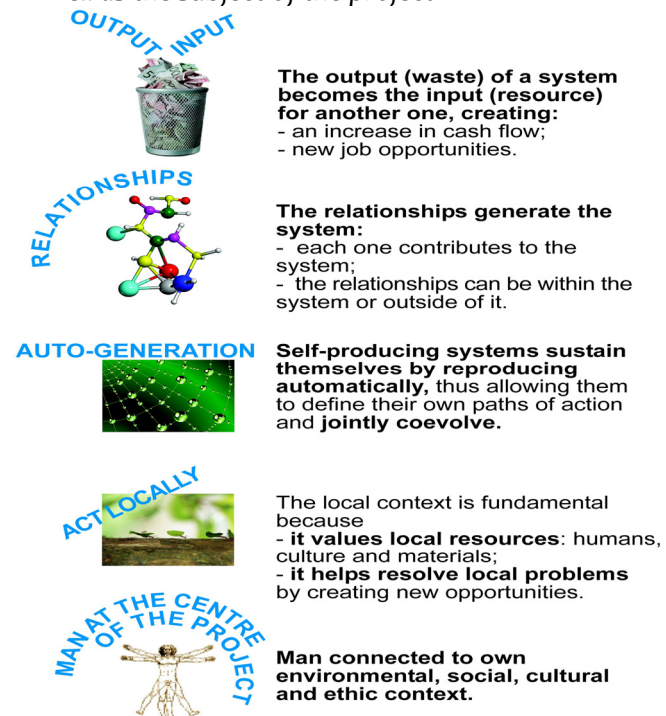 OUTPUT INPUT
The output (waste) of a system
becomes the input (resource)
for another one, creating:
- an increase in cash flow;
- new job opportunities.
RELATIONSHIPS
The relationships generate the
system:
- each one contributes to the
system;
- the relationships can be within the
system or outside of it.
AUTO-GENERATION
Self-producing systems sustain
themselves by reproducing
automatically, thus allowing them
to define their own paths of action
and jointly coevolve.
ACT LOCALLY
The local context is fundamental
because
- it values local resources: humans,
culture and materials;
- it helps resolve local problems
by creating new opportunities.
MAN AT THE CENTRE
OF THE PROJECT
Man connected to own
environmental, social, cultural
and ethic context.